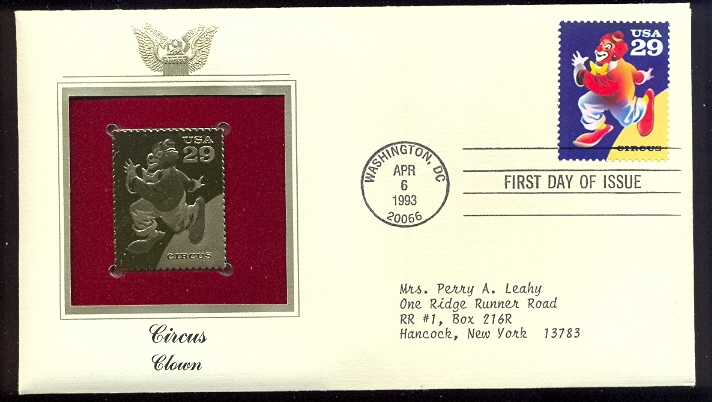 USA
29
CIRCUS
Circus
Clown
USA
29
CIRCUS
WASHINGTON, DC
APR
6
1993
20066
FIRST DAY OF ISSUE
Mrs. Perry A. Leahy
One Ridge Runner Road
RR #1, Box 216R
Hancock, New York 13783